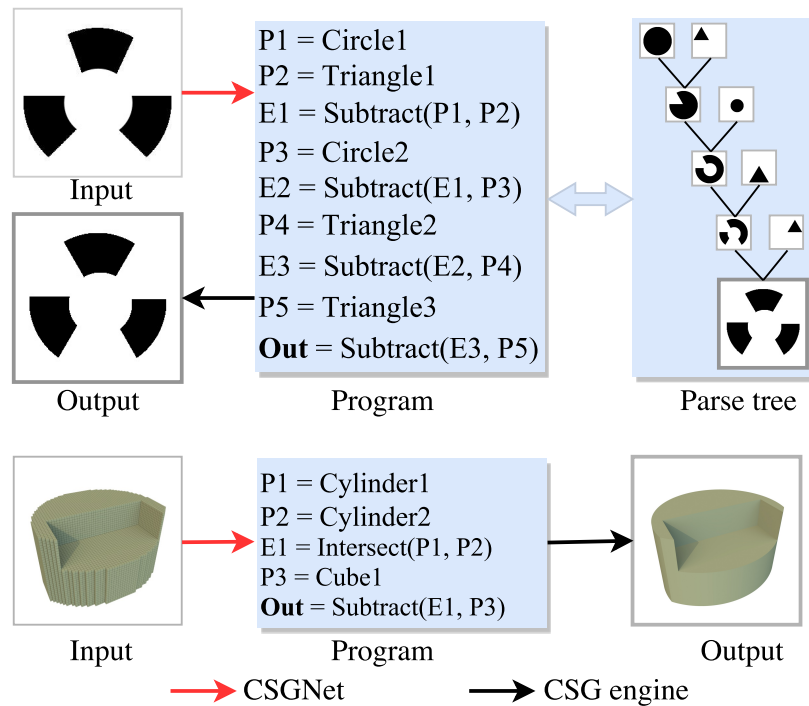 Input
Output
P1 = Circle1
P2 = Triangle1
E1 = Subtract(P1, P2)
P3 = Circle2
E2 = Subtract(E1, P3)
P4 = Triangle2
E3 = Subtract(E2, P4)
P5 = Triangle3
Out = Subtract(E3, P5)
Program
Parse tree
Input
P1 = Cylinder1
P2 = Cylinder2
E1 = Intersect(P1, P2)
P3 = Cube1
Out = Subtract(E1, P3)
Program
Output
CSGNet
CSG engine